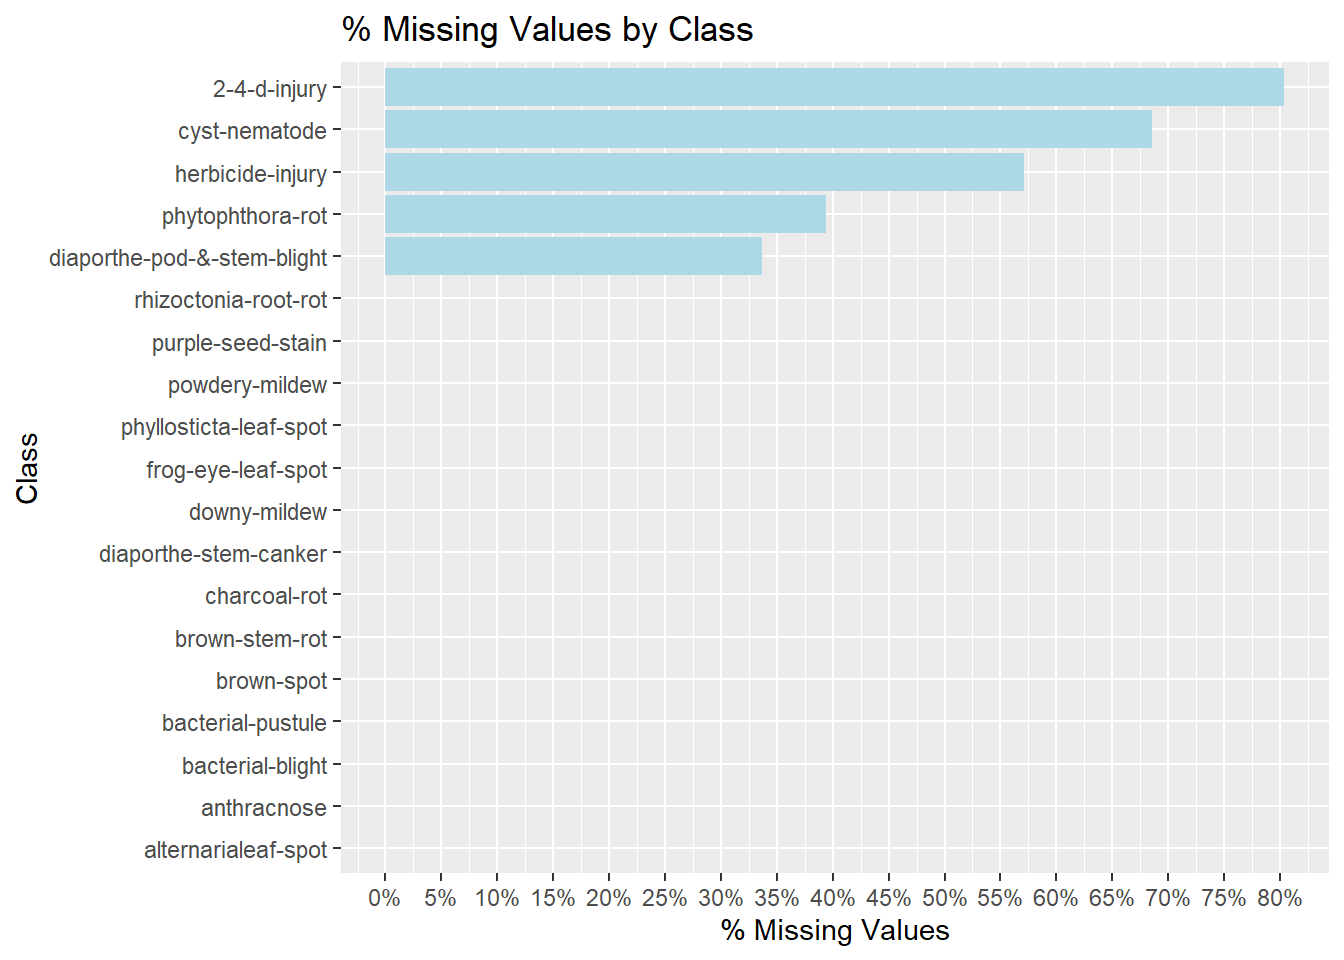 % Missing Values by Class
2-4-d-injury
cyst-nematode
herbicide-injury
phytophthora-rot
diaporthe-pod-&-stem-blight
rhizoctonia-root-rot
purple-seed-stain
powdery-mildew
phyllosticta-leaf-spot
frog-eye-leaf-spot
downy-mildew
diaporthe-stem-canker
charcoal-rot
brown-stem-rot
brown-spot
bacterial-pustule
bacterial-blight
anthracnose
alternarialeaf-spot
Class
0% 5% 10% 15% 20% 25% 30% 35% 40% 45% 50% 55% 60% 65% 70% 75% 80%
% Missing Values